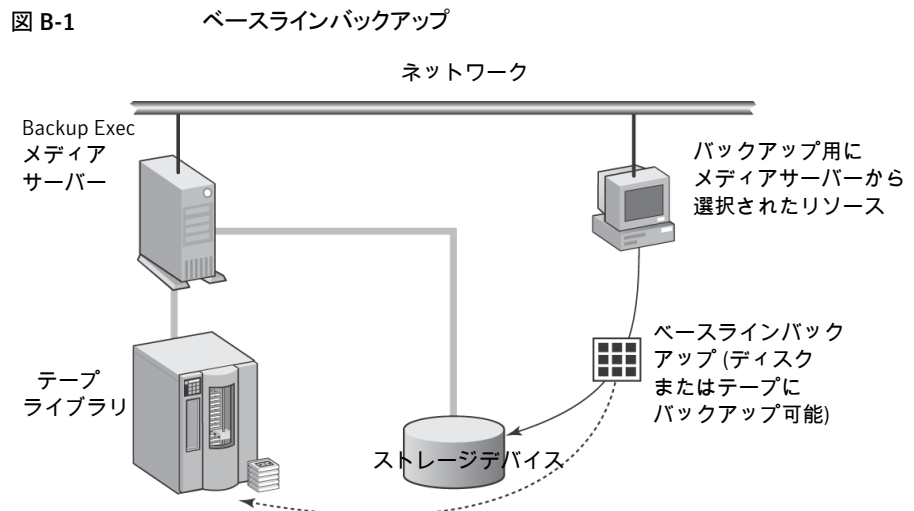 図 B-1 ベースラインバックアップ
ネットワーク
Backup Exec
メディア
サーバー
バックアップ用に
メディアサーバーから
選択されたリソース
ベースラインバック
アップ (ディスク
またはテープに
バックアップ可能)
テープ
ライブラリ
ストレージデバイス